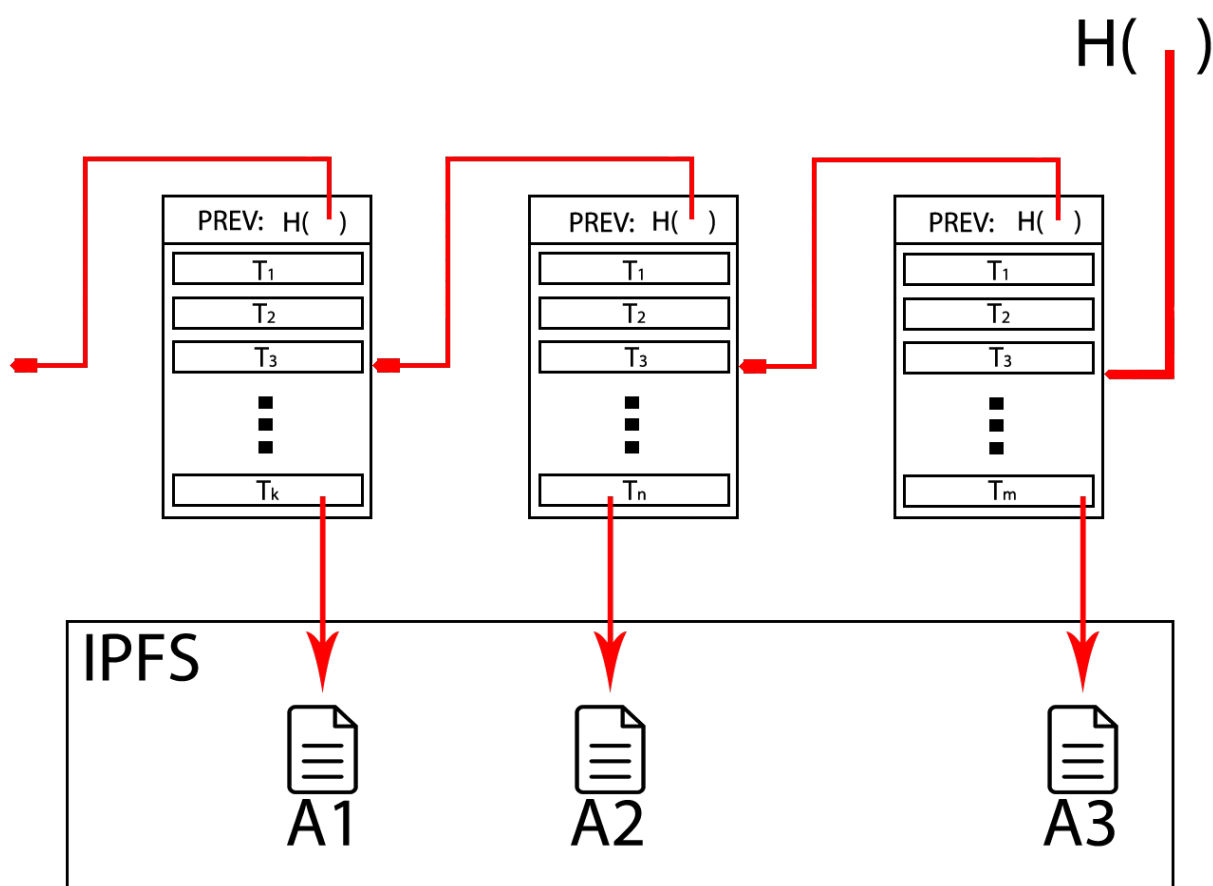 H( )
PREV: H( )
T1
T2
T3
Tk
PREV: H( )
T1
T2
T3
Tn
PREV: H( )
T1
T2
T3
Tm
IPFS
A1
A2
A3